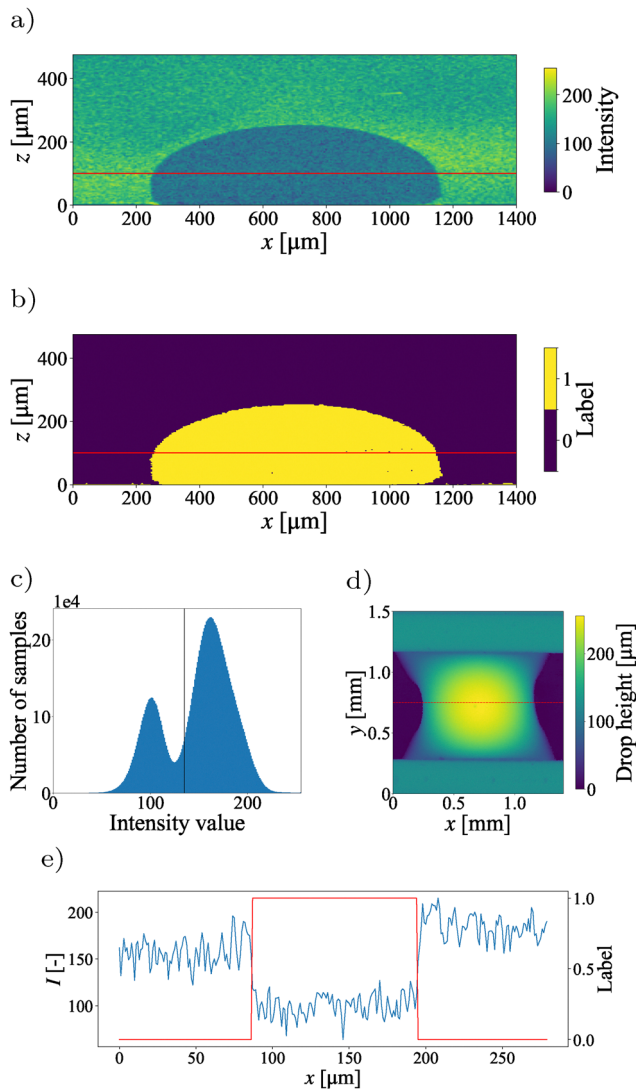 a)
400
200
0
z [µm]
0 200 400 600 800 1000 1200 1400
x [µm]
200
100
0
Intensity
b)
400
200
0
z [µm]
0 200 400 600 800 1000 1200 1400
x [µm]
1
0
Label
c)
1e4
20
10
0
Number of samples
0 100 200
Intensity value
d)
1.5
1.0
0.5
0.0
y [mm]
0.0 0.5 1.0
x [mm]
200
100
0
Drop height [µm]
e)
200
150
100
I [-]
0 50 100 150 200 250
x [µm]
1.0
0.5
0.0
Label